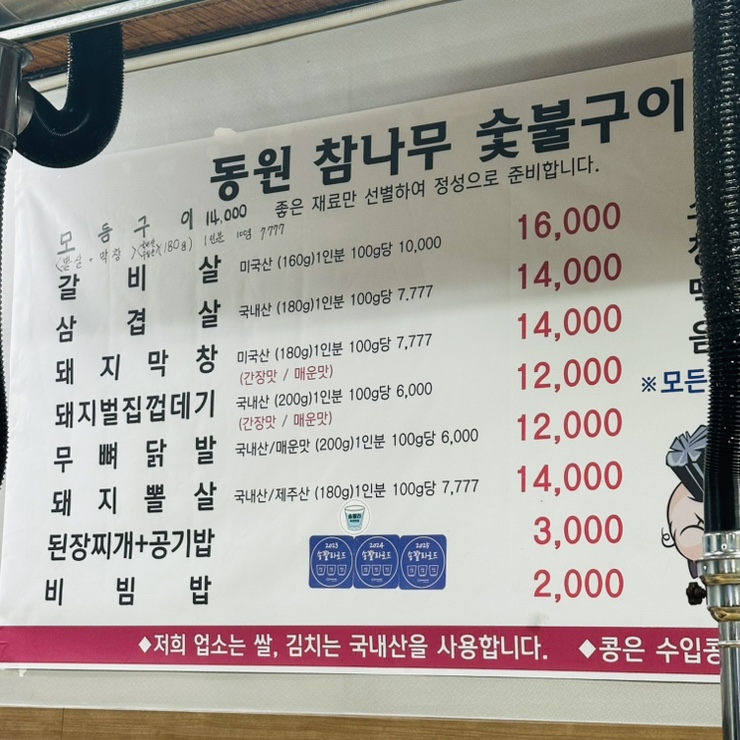 동원 참나무 숯불구이
좋은 재료만 선별하여 정성으로 준비합니다.
모듬구이 14,000
(180g) 1인분 7777
갈비살 미국산 (160g)1인분 100g당 10,000 16,000
삼겹살 국내산 (180g)1인분 100g당 7.777 14,000
돼지막창 미국산 (180g)1인분 100g당 7,777 14,000
(간장맛 / 매운맛)
돼지벌집껍데기 국내산 (200g)1인분 100g당 6,000 12,000
(간장맛 / 매운맛)
무뼈닭발 국내산/매운맛 (200g)1인분 100g당 6,000 12,000
돼지뽈살 국내산/제주산 (180g)1인분 100g당 7,777 14,000
된장찌개+공기밥 3,000
비빔밥 2,000
※모든
2023 2024 2025
◆저희 업소는 쌀, 김치는 국내산을 사용합니다. ◆콩은 수입콩